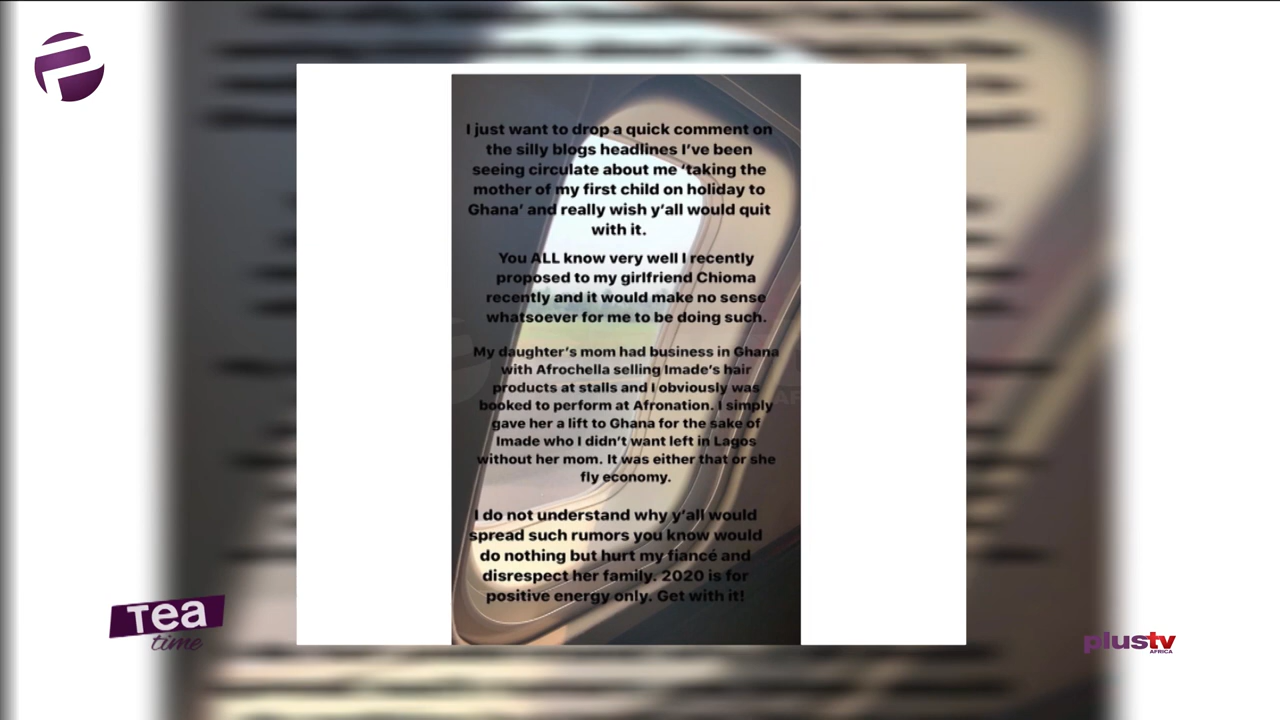 I just want to drop a quick comment on
the silly blogs headlines I've been
seeing circulate about me 'taking the
mother of my first child on holiday to
Ghana' and really wish y'all would quit
with it.
You ALL know very well I recently
proposed to my girlfriend Chioma
recently and it would make no sense
whatsoever for me to be doing such.
My daughter's mom had business in Ghana
with Afrochella selling Imade's hair
products at stalls and I obviously was
booked to perform at Afronation. I simply
gave her a lift to Ghana for the sake of
Imade who I didn't want left in Lagos
without her mom. It was either that or she
fly economy.
I do not understand why y'all would
spread such rumors you know would
do nothing but hurt my fiancé and
disrespect her family. 2020 is for
positive energy only. Get with it!
Tea
time
plustv
AFRICA